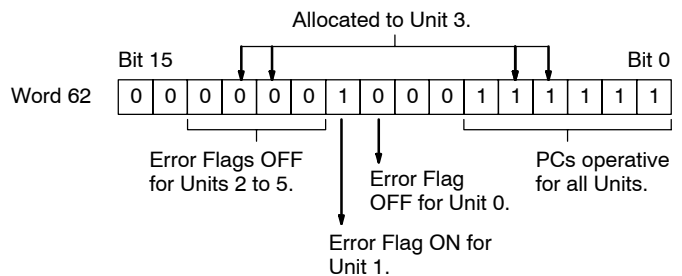 Allocated to Unit 3.
Bit 15 Bit 0
Word 62 0 0 0 0 0 0 1 0 0 0 1 1 1 1 1 1
Error Flags OFF
for Units 2 to 5.
Error Flag
OFF for Unit 0.
PCs operative
for all Units.
Error Flag ON for
Unit 1.